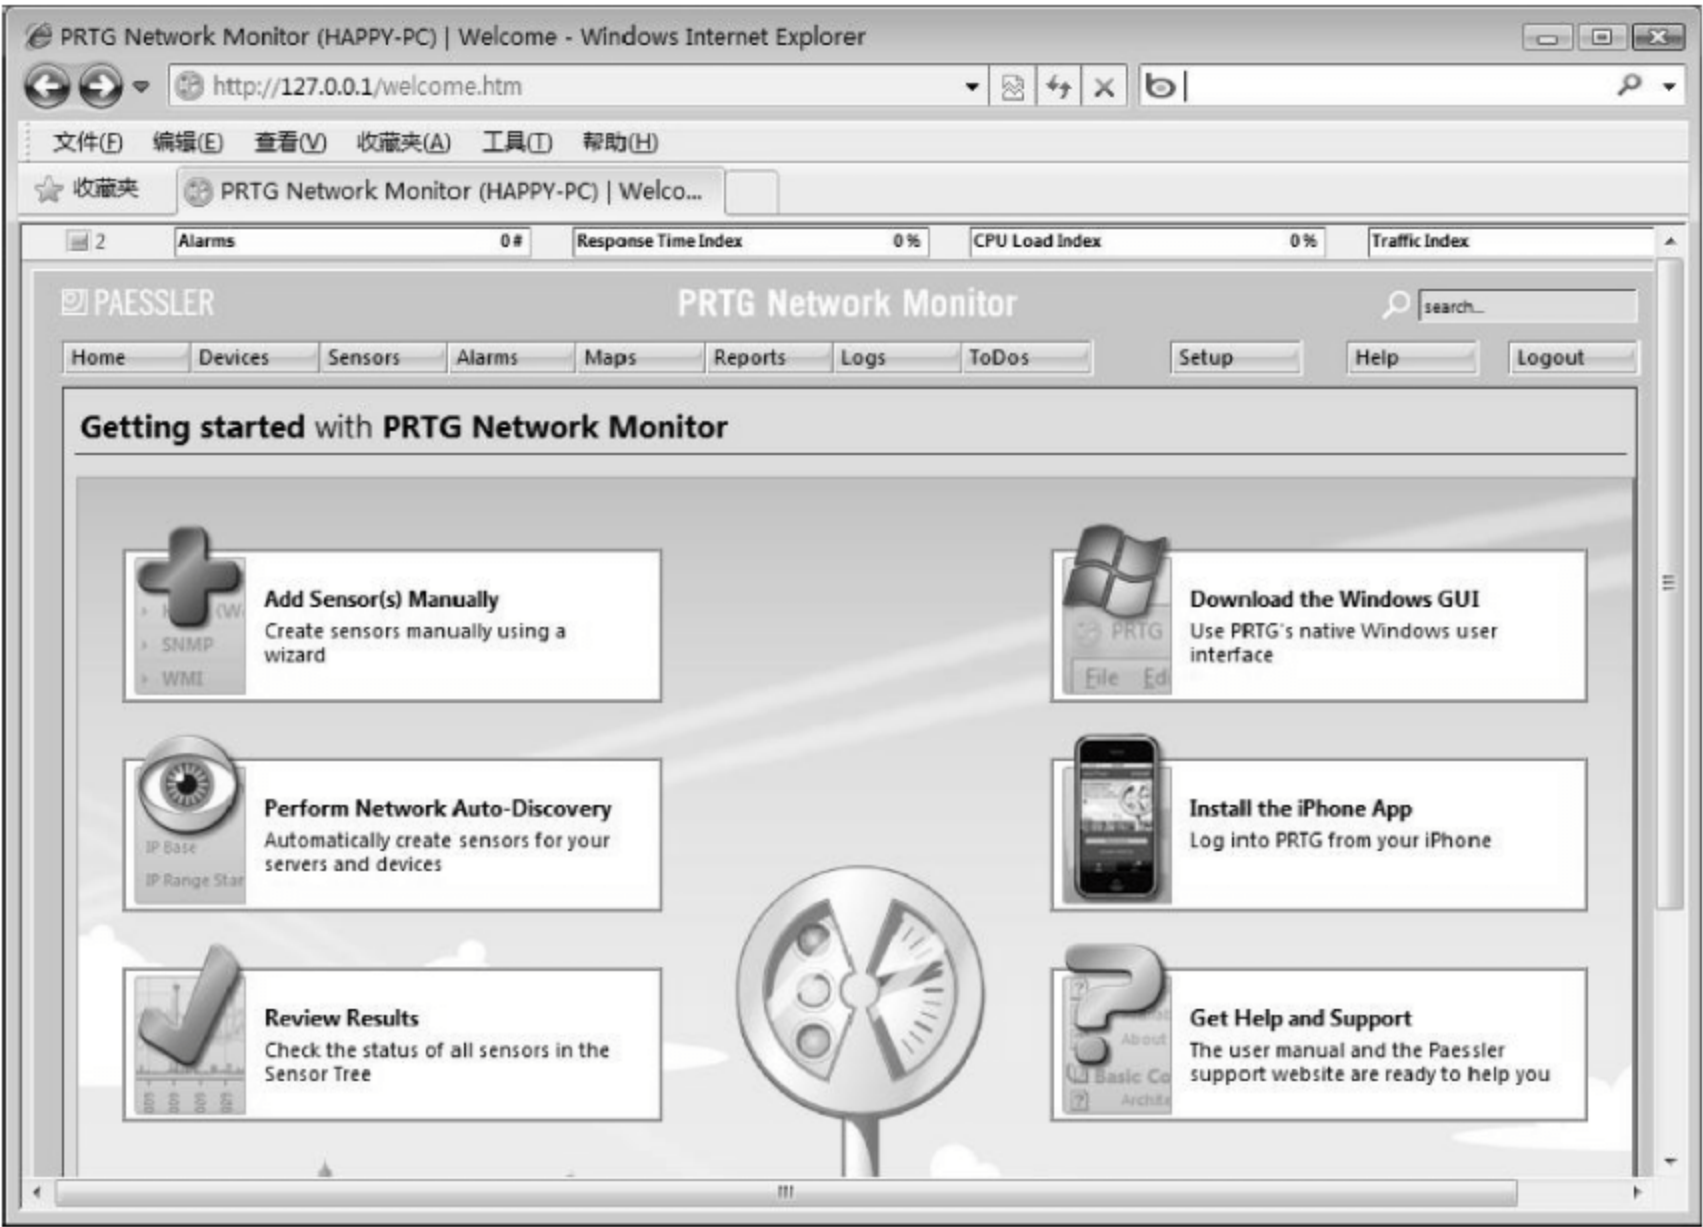 PRTG Network Monitor (HAPPY-PC) | Welcome - Windows Internet Explorer
http://127.0.0.1/welcome.htm
文件(F) 编辑(E) 查看(V) 收藏夹(A) 工具(T) 帮助(H)
收藏夹 PRTG Network Monitor (HAPPY-PC) | Welco...
2 Alarms 0 # Response Time Index 0 % CPU Load Index 0 % Traffic Index
PAESSLER PRTG Network Monitor search...
Home Devices Sensors Alarms Maps Reports Logs ToDos Setup Help Logout
Getting started with PRTG Network Monitor
Add Sensor(s) Manually
Create sensors manually using a
wizard
SNMP
WMI
Download the Windows GUI
Use PRTG's native Windows user
interface
PRTG
File Edi
Perform Network Auto-Discovery
Automatically create sensors for your
servers and devices
IP Base
IP Range Star
Install the iPhone App
Log into PRTG from your iPhone
Review Results
Check the status of all sensors in the
Sensor Tree
Get Help and Support
The user manual and the Paessler
support website are ready to help you
About
Basic Co
Archite